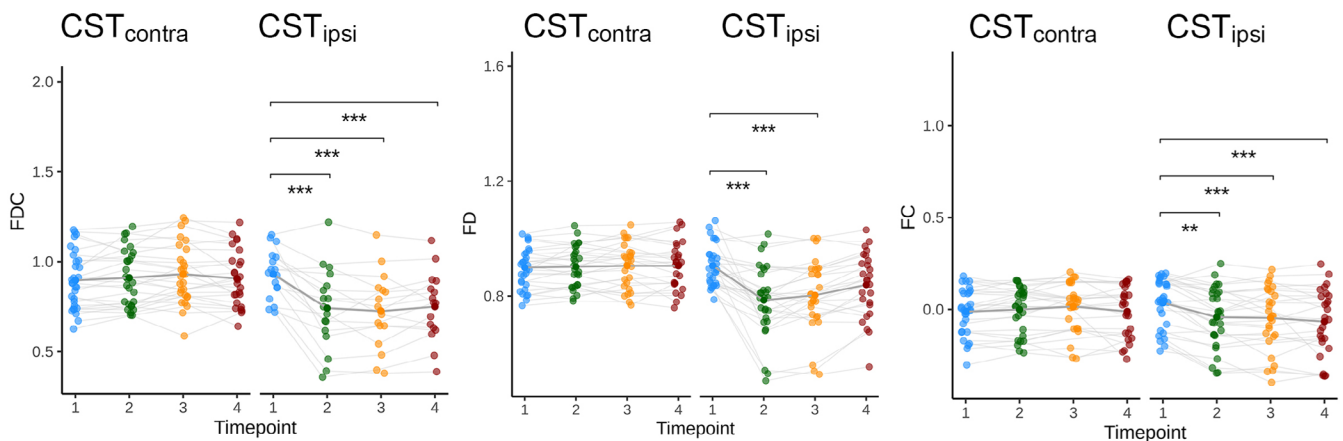 CSTcontra CSTipsi
FDC
2.0
1.5
1.0
0.5
***
***
***
1 2 3 4 1 2 3 4
Timepoint
CSTcontra CSTipsi
FD
1.6
1.2
0.8
***
***
1 2 3 4 1 2 3 4
Timepoint
CSTcontra CSTipsi
FC
1.0
0.5
0.0
***
***
**
1 2 3 4 1 2 3 4
Timepoint